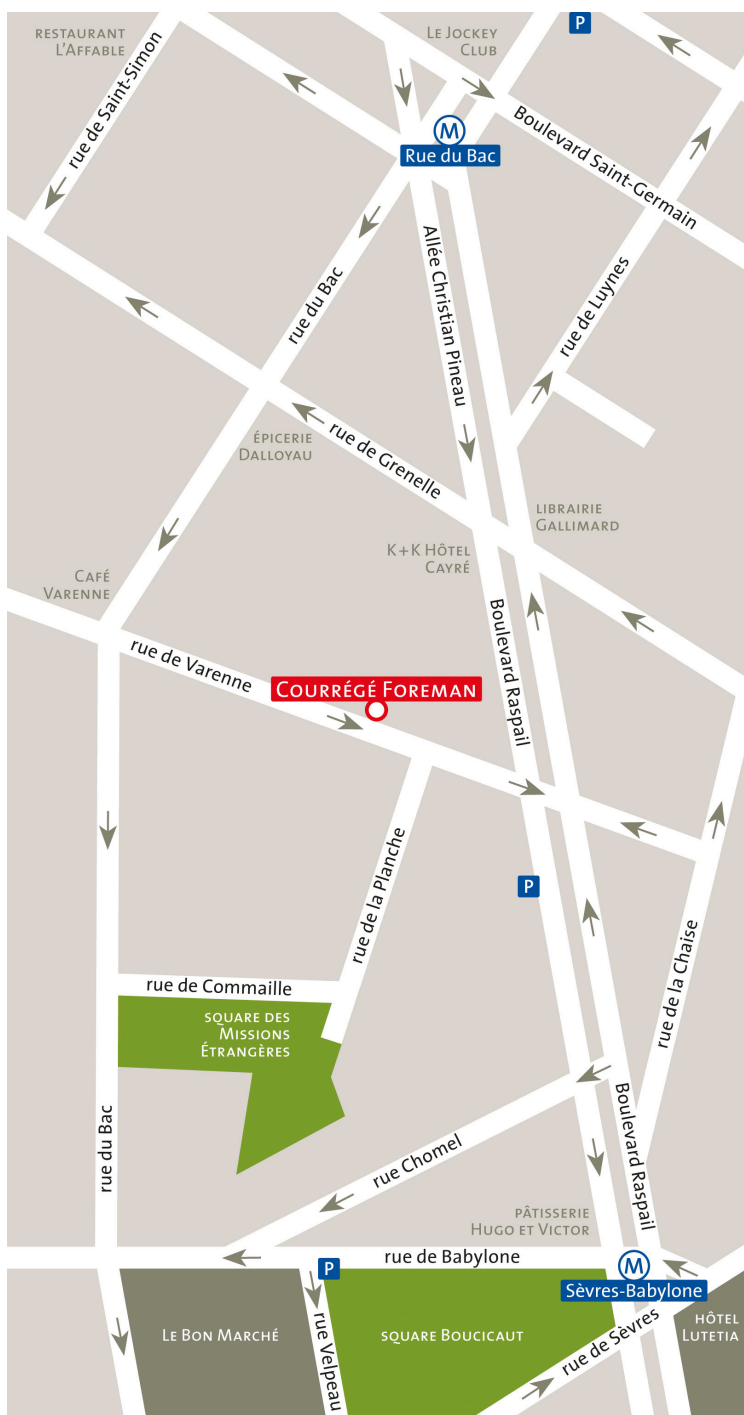 RESTAURANT
L'AFFABLE
LE JOCKEY
CLUB
P
rue de Saint-Simon
M
Rue du Bac
Boulevard Saint-Germain
Allée Christian Pineau
rue de Luynes
rue du Bac
ÉPICERIE
DALLOYAU
rue de Grenelle
LIBRAIRIE
GALLIMARD
K+K HÔTEL
CAYRÉ
CAFÉ
VARENNE
rue de Varenne
COURRÉGÉ FOREMAN
Boulevard Raspail
P
rue de la Planche
rue de la Chaise
rue de Commaille
SQUARE DES
MISSIONS
ÉTRANGÈRES
rue du Bac
rue Chomel
Boulevard Raspail
PÂTISSERIE
HUGO ET VICTOR
rue de Babylone
P
M
Sèvres-Babylone
LE BON MARCHÉ
rue Velpeau
SQUARE BOUCICAUT
rue de Sèvres
HÔTEL
LUTETIA